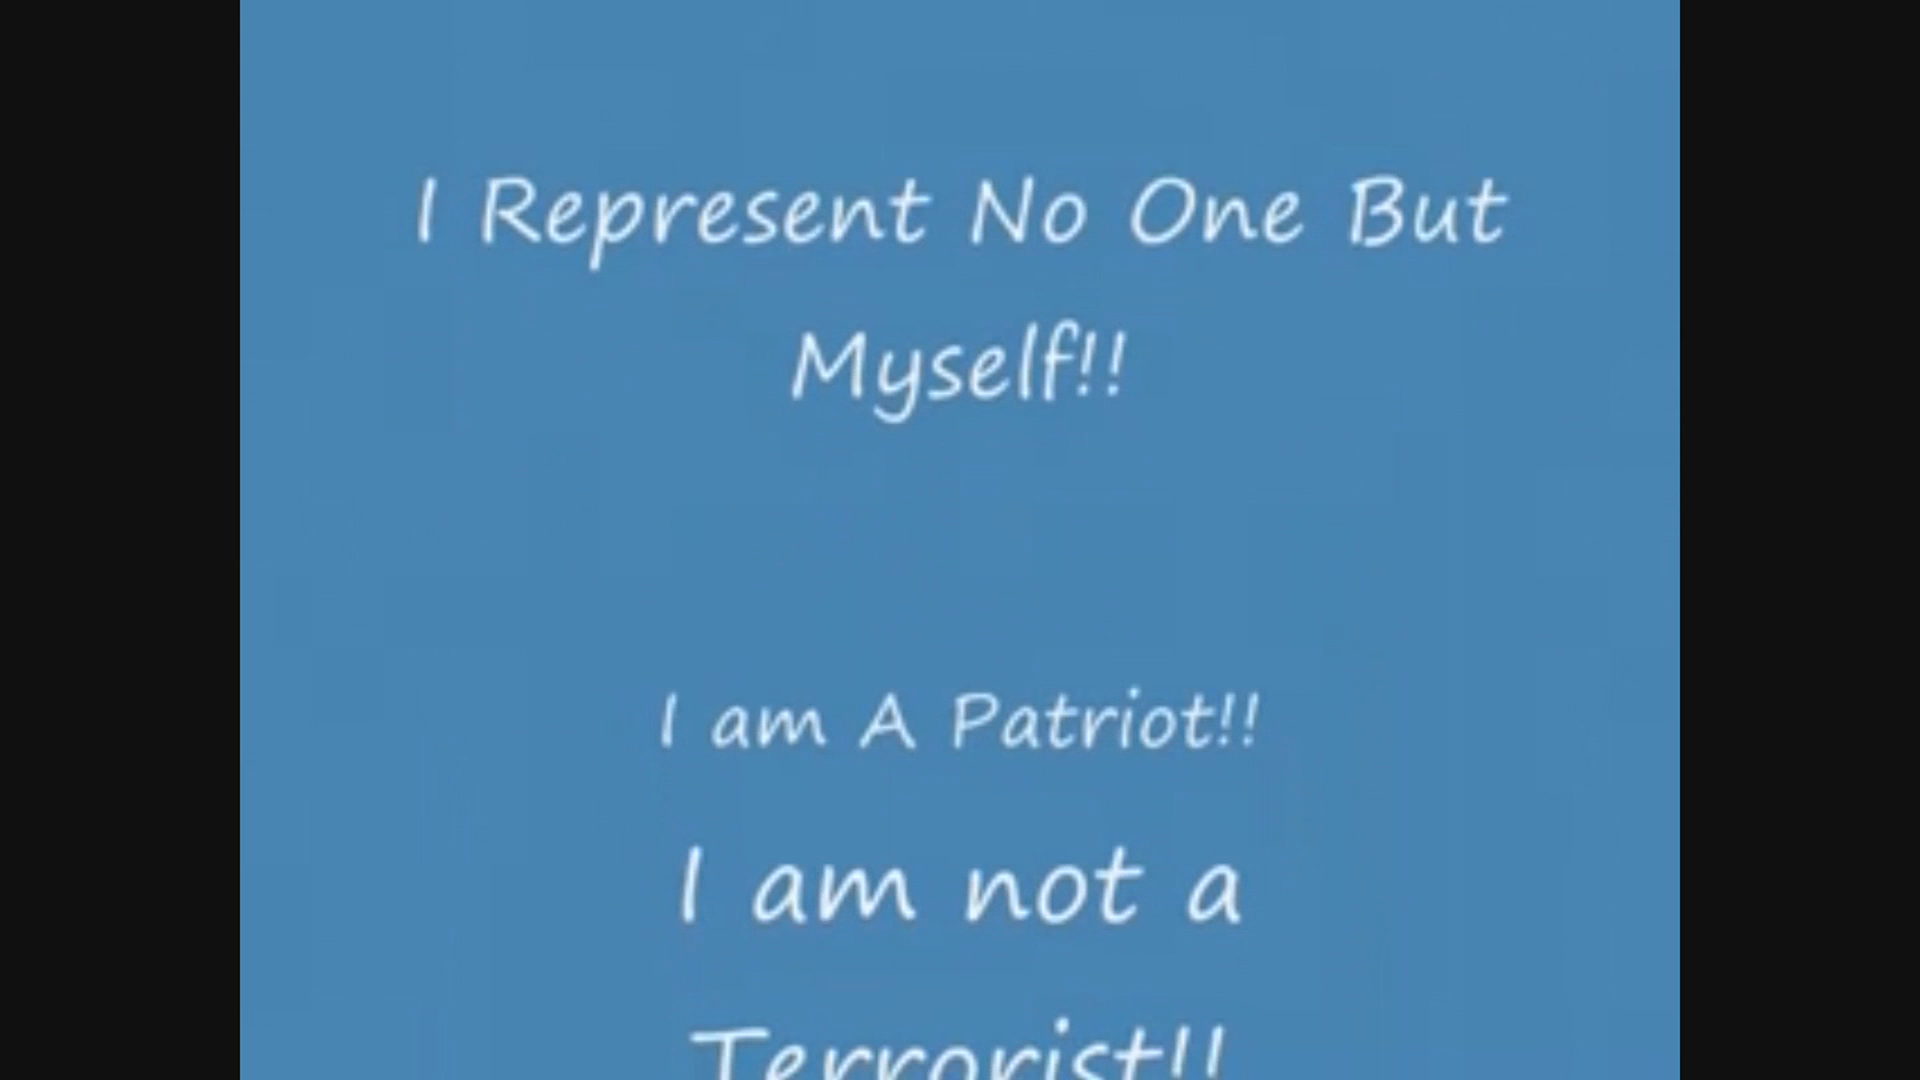 I Represent No One But
Myself!!
I am A Patriot!!
I am not a
Terrorist!!